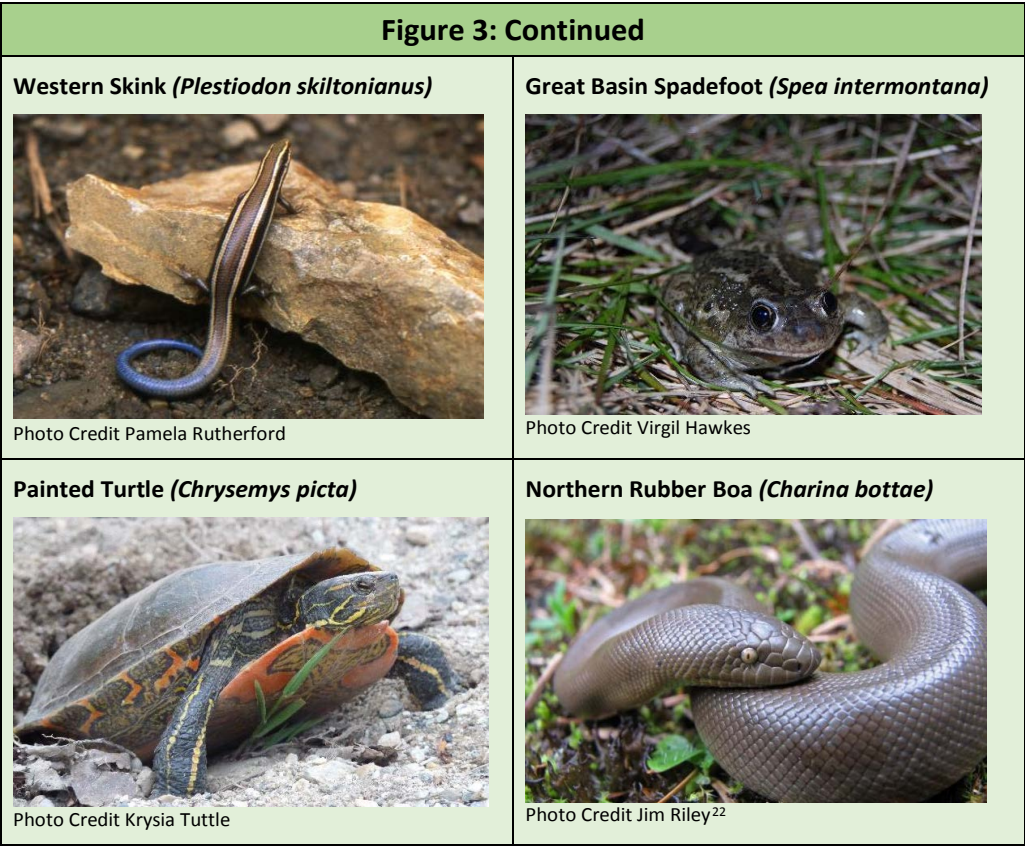 Figure 3: Continued
Western Skink (Plestiodon skiltonianus)
Photo Credit Pamela Rutherford
Great Basin Spadefoot (Spea intermontana)
Photo Credit Virgil Hawkes
Painted Turtle (Chrysemys picta)
Photo Credit Krysia Tuttle
Northern Rubber Boa (Charina bottae)
Photo Credit Jim Riley22